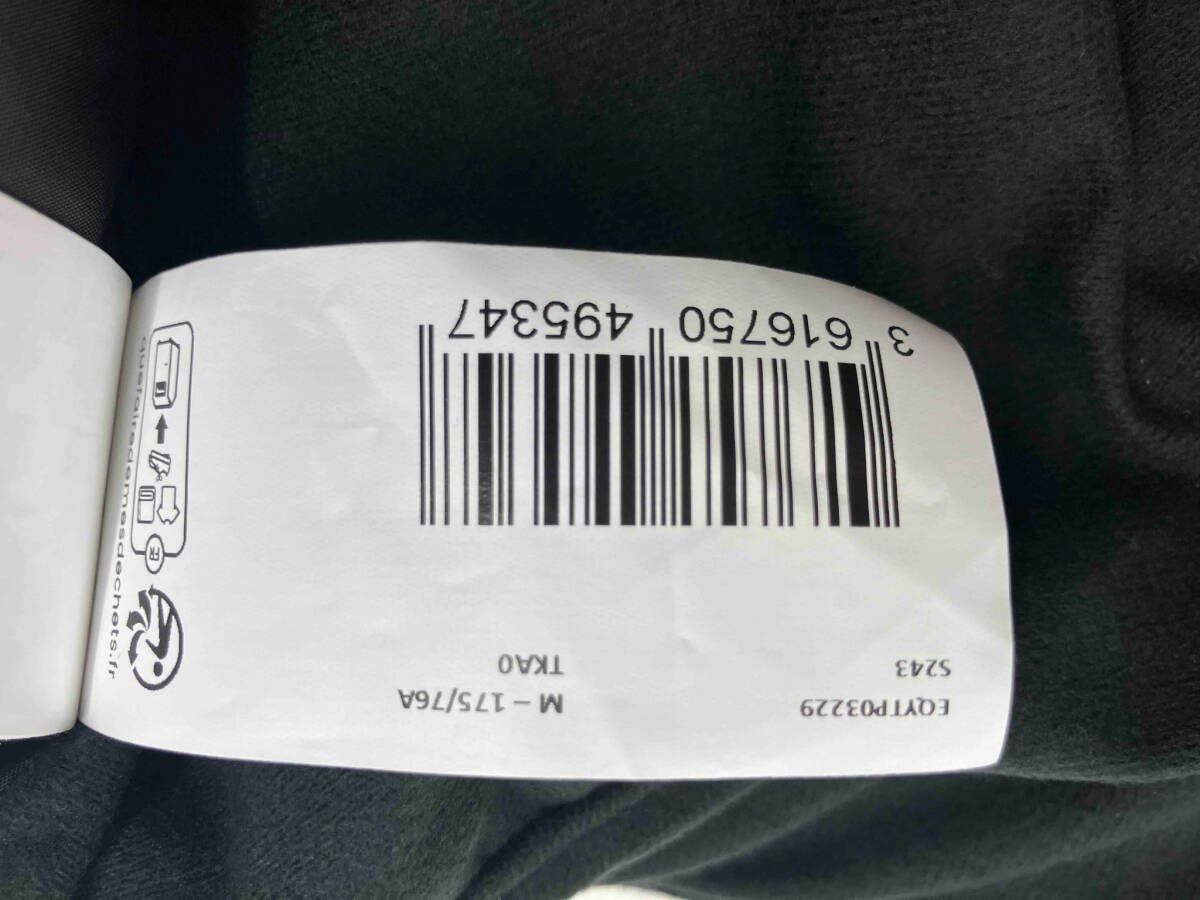 EQYTP03229
M - 175/76A
S243
TKA0
3 616750 495347
FR
quefairedemesdechets.fr